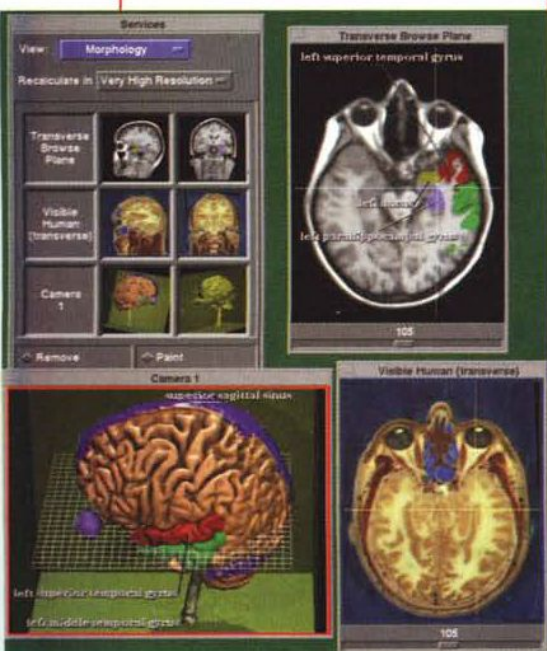 Services
View: Morphology
Recalculate in Very High Resolution
Transverse
Browse
Plane
Visible
Human
(transverse)
Camera
1
Remove
Paint
Transverse Browse Plane
left superior temporal gyrus
left uncus
left parahippocampal gyrus
105
Camera 1
superior sagittal sinus
left superior temporal gyrus
left middle temporal gyrus
Visible Human (transverse)
105